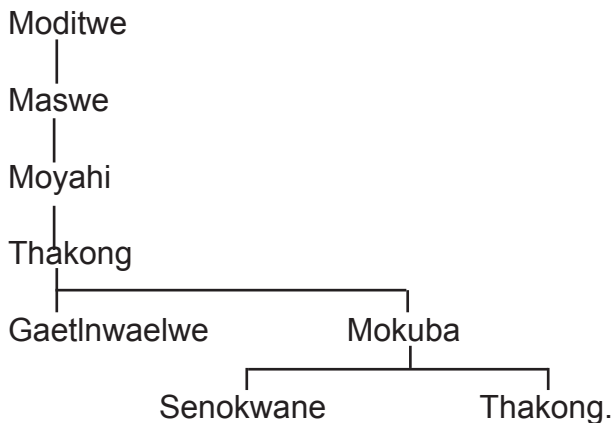 Moditwe
Maswe
Moyahi
Thakong
Gaetlnwaelwe Mokuba
Senokwane Thakong.